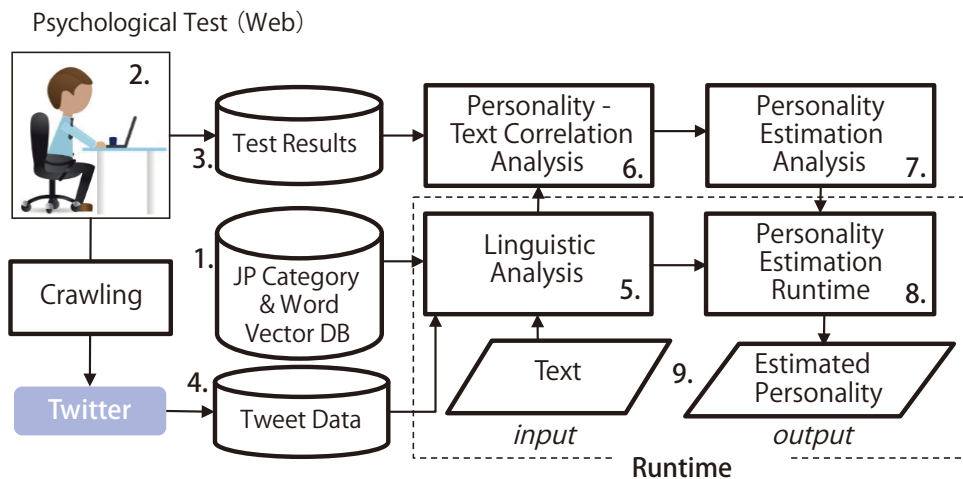 Psychological Test (Web)
2.
3.
Test Results
Personality -
Text Correlation
Analysis
6.
Personality
Estimation
Analysis
7.
Crawling
1.
JP Category
& Word
Vector DB
Linguistic
Analysis
5.
Personality
Estimation
Runtime
8.
Twitter
4.
Tweet Data
Text
input
9.
Estimated
Personality
output
Runtime